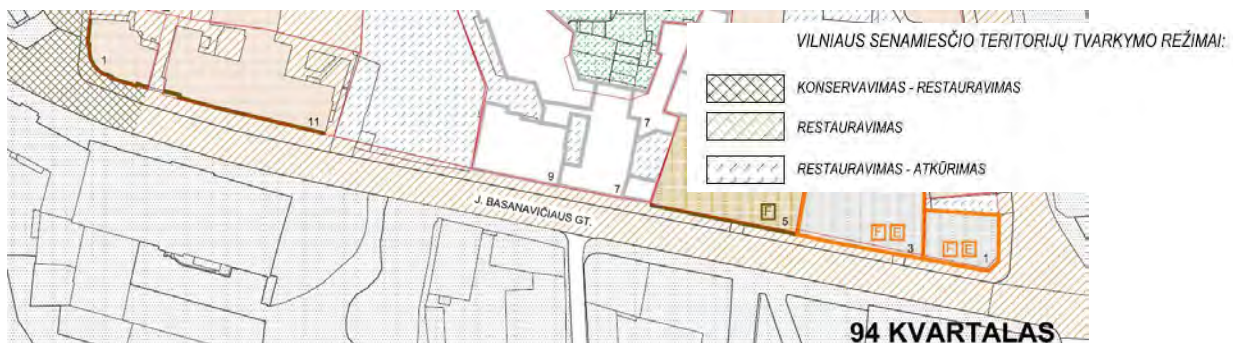 VILNIAUS SENAMIESČIO TERITORIJŲ TVARKYMO REŽIMAI:
KONSERVAVIMAS - RESTAURAVIMAS
RESTAURAVIMAS
RESTAURAVIMAS - ATKŪRIMAS
1
11
9
7
7
J. BASANAVIČIAUS GT.
F
5
F E
3
F E
1
94 KVARTALAS